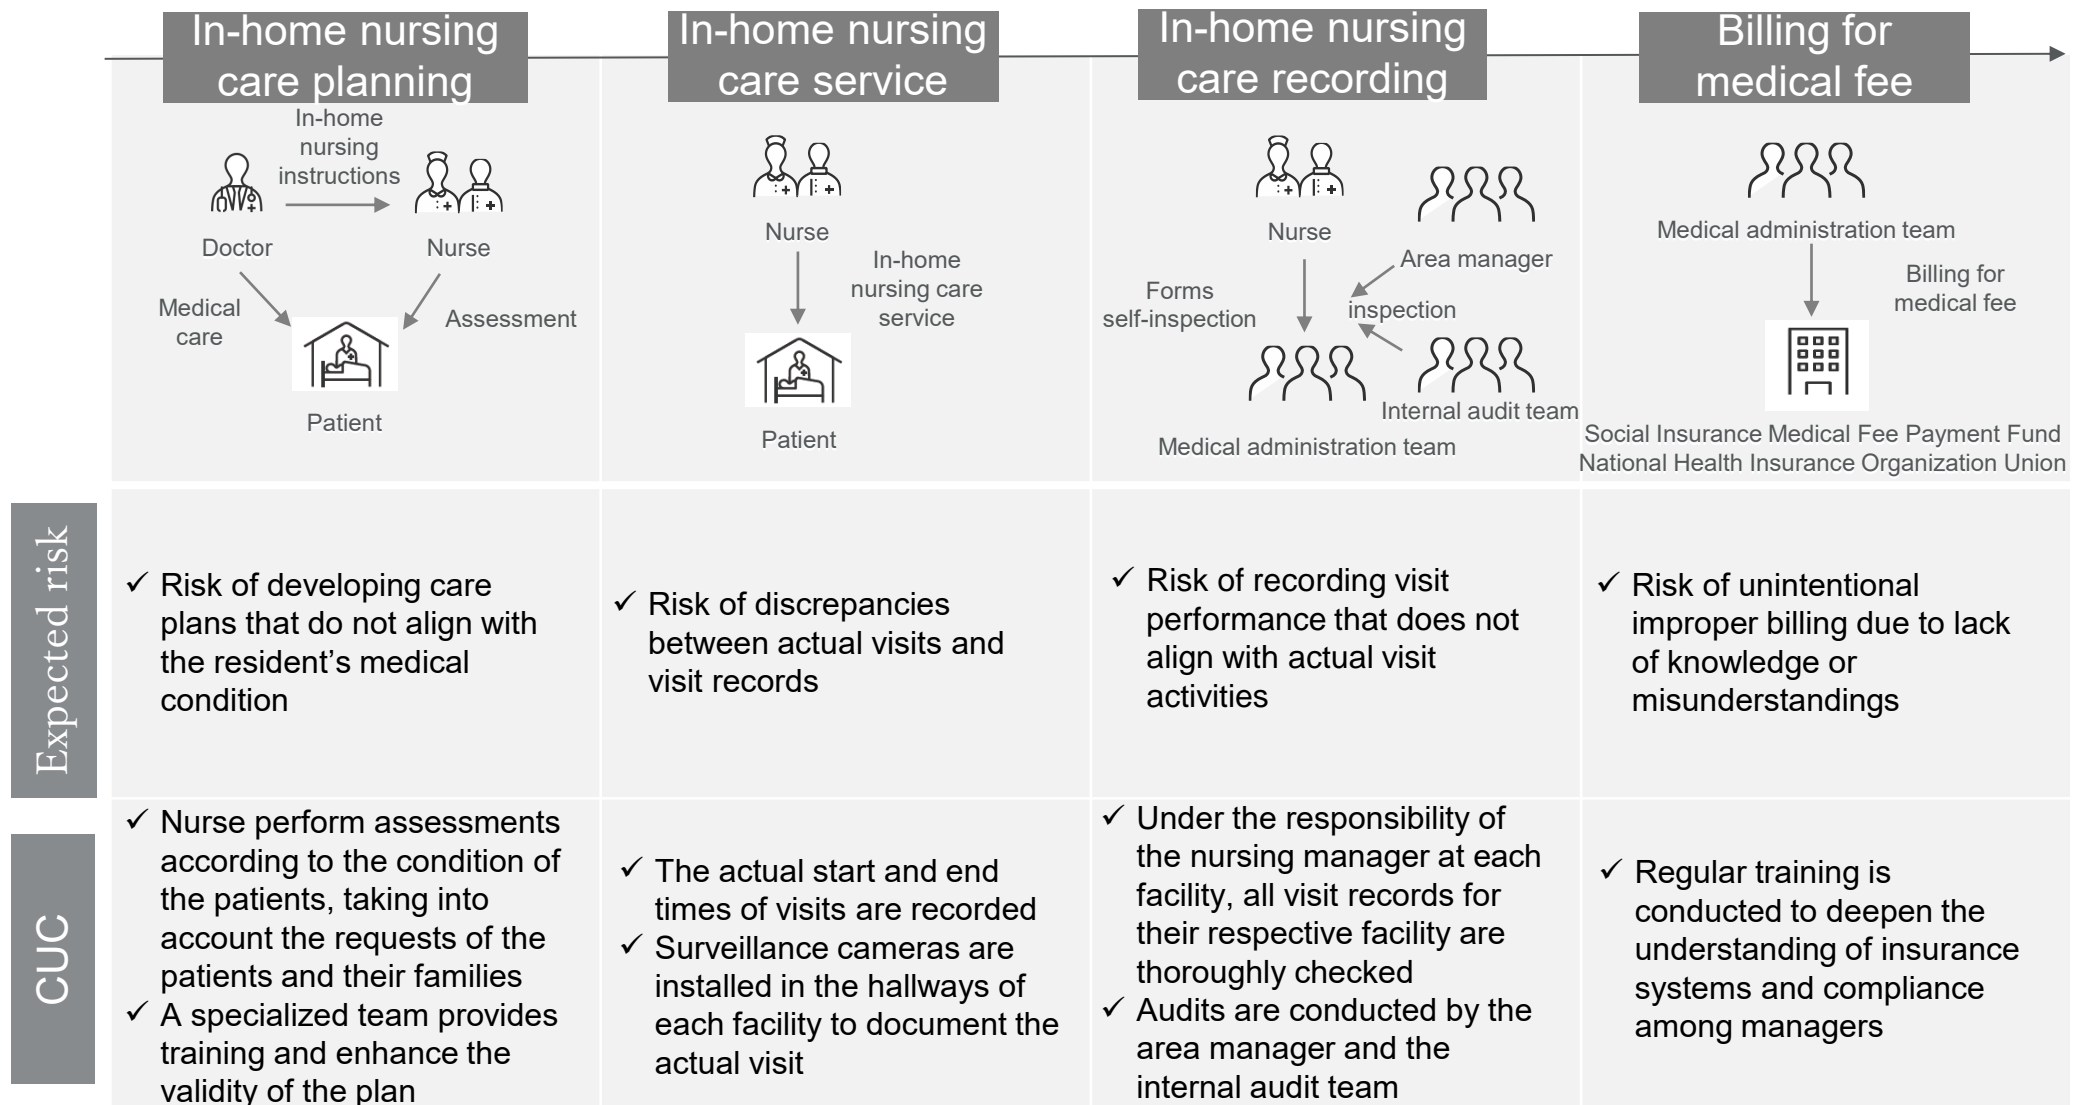 In-home nursing
care planning
In-home nursing
care service
In-home nursing
care recording
Billing for
medical fee
In-home
nursing
instructions
Doctor
Nurse
Medical
care
Assessment
Patient
Nurse
In-home
nursing care
service
Patient
Nurse
Area manager
Forms
self-inspection
inspection
Internal audit team
Medical administration team
Medical administration team
Billing for
medical fee
Social Insurance Medical Fee Payment Fund
National Health Insurance Organization Union
Expected risk
✓ Risk of developing care
plans that do not align with
the resident’s medical
condition
✓ Risk of discrepancies
between actual visits and
visit records
✓ Risk of recording visit
performance that does not
align with actual visit
activities
✓ Risk of unintentional
improper billing due to lack
of knowledge or
misunderstandings
CUC
✓ Nurse perform assessments
according to the condition of
the patients, taking into
account the requests of the
patients and their families
✓ A specialized team provides
training and enhance the
validity of the plan
✓ The actual start and end
times of visits are recorded
✓ Surveillance cameras are
installed in the hallways of
each facility to document the
actual visit
✓ Under the responsibility of
the nursing manager at each
facility, all visit records for
their respective facility are
thoroughly checked
✓ Audits are conducted by the
area manager and the
internal audit team
✓ Regular training is
conducted to deepen the
understanding of insurance
systems and compliance
among managers